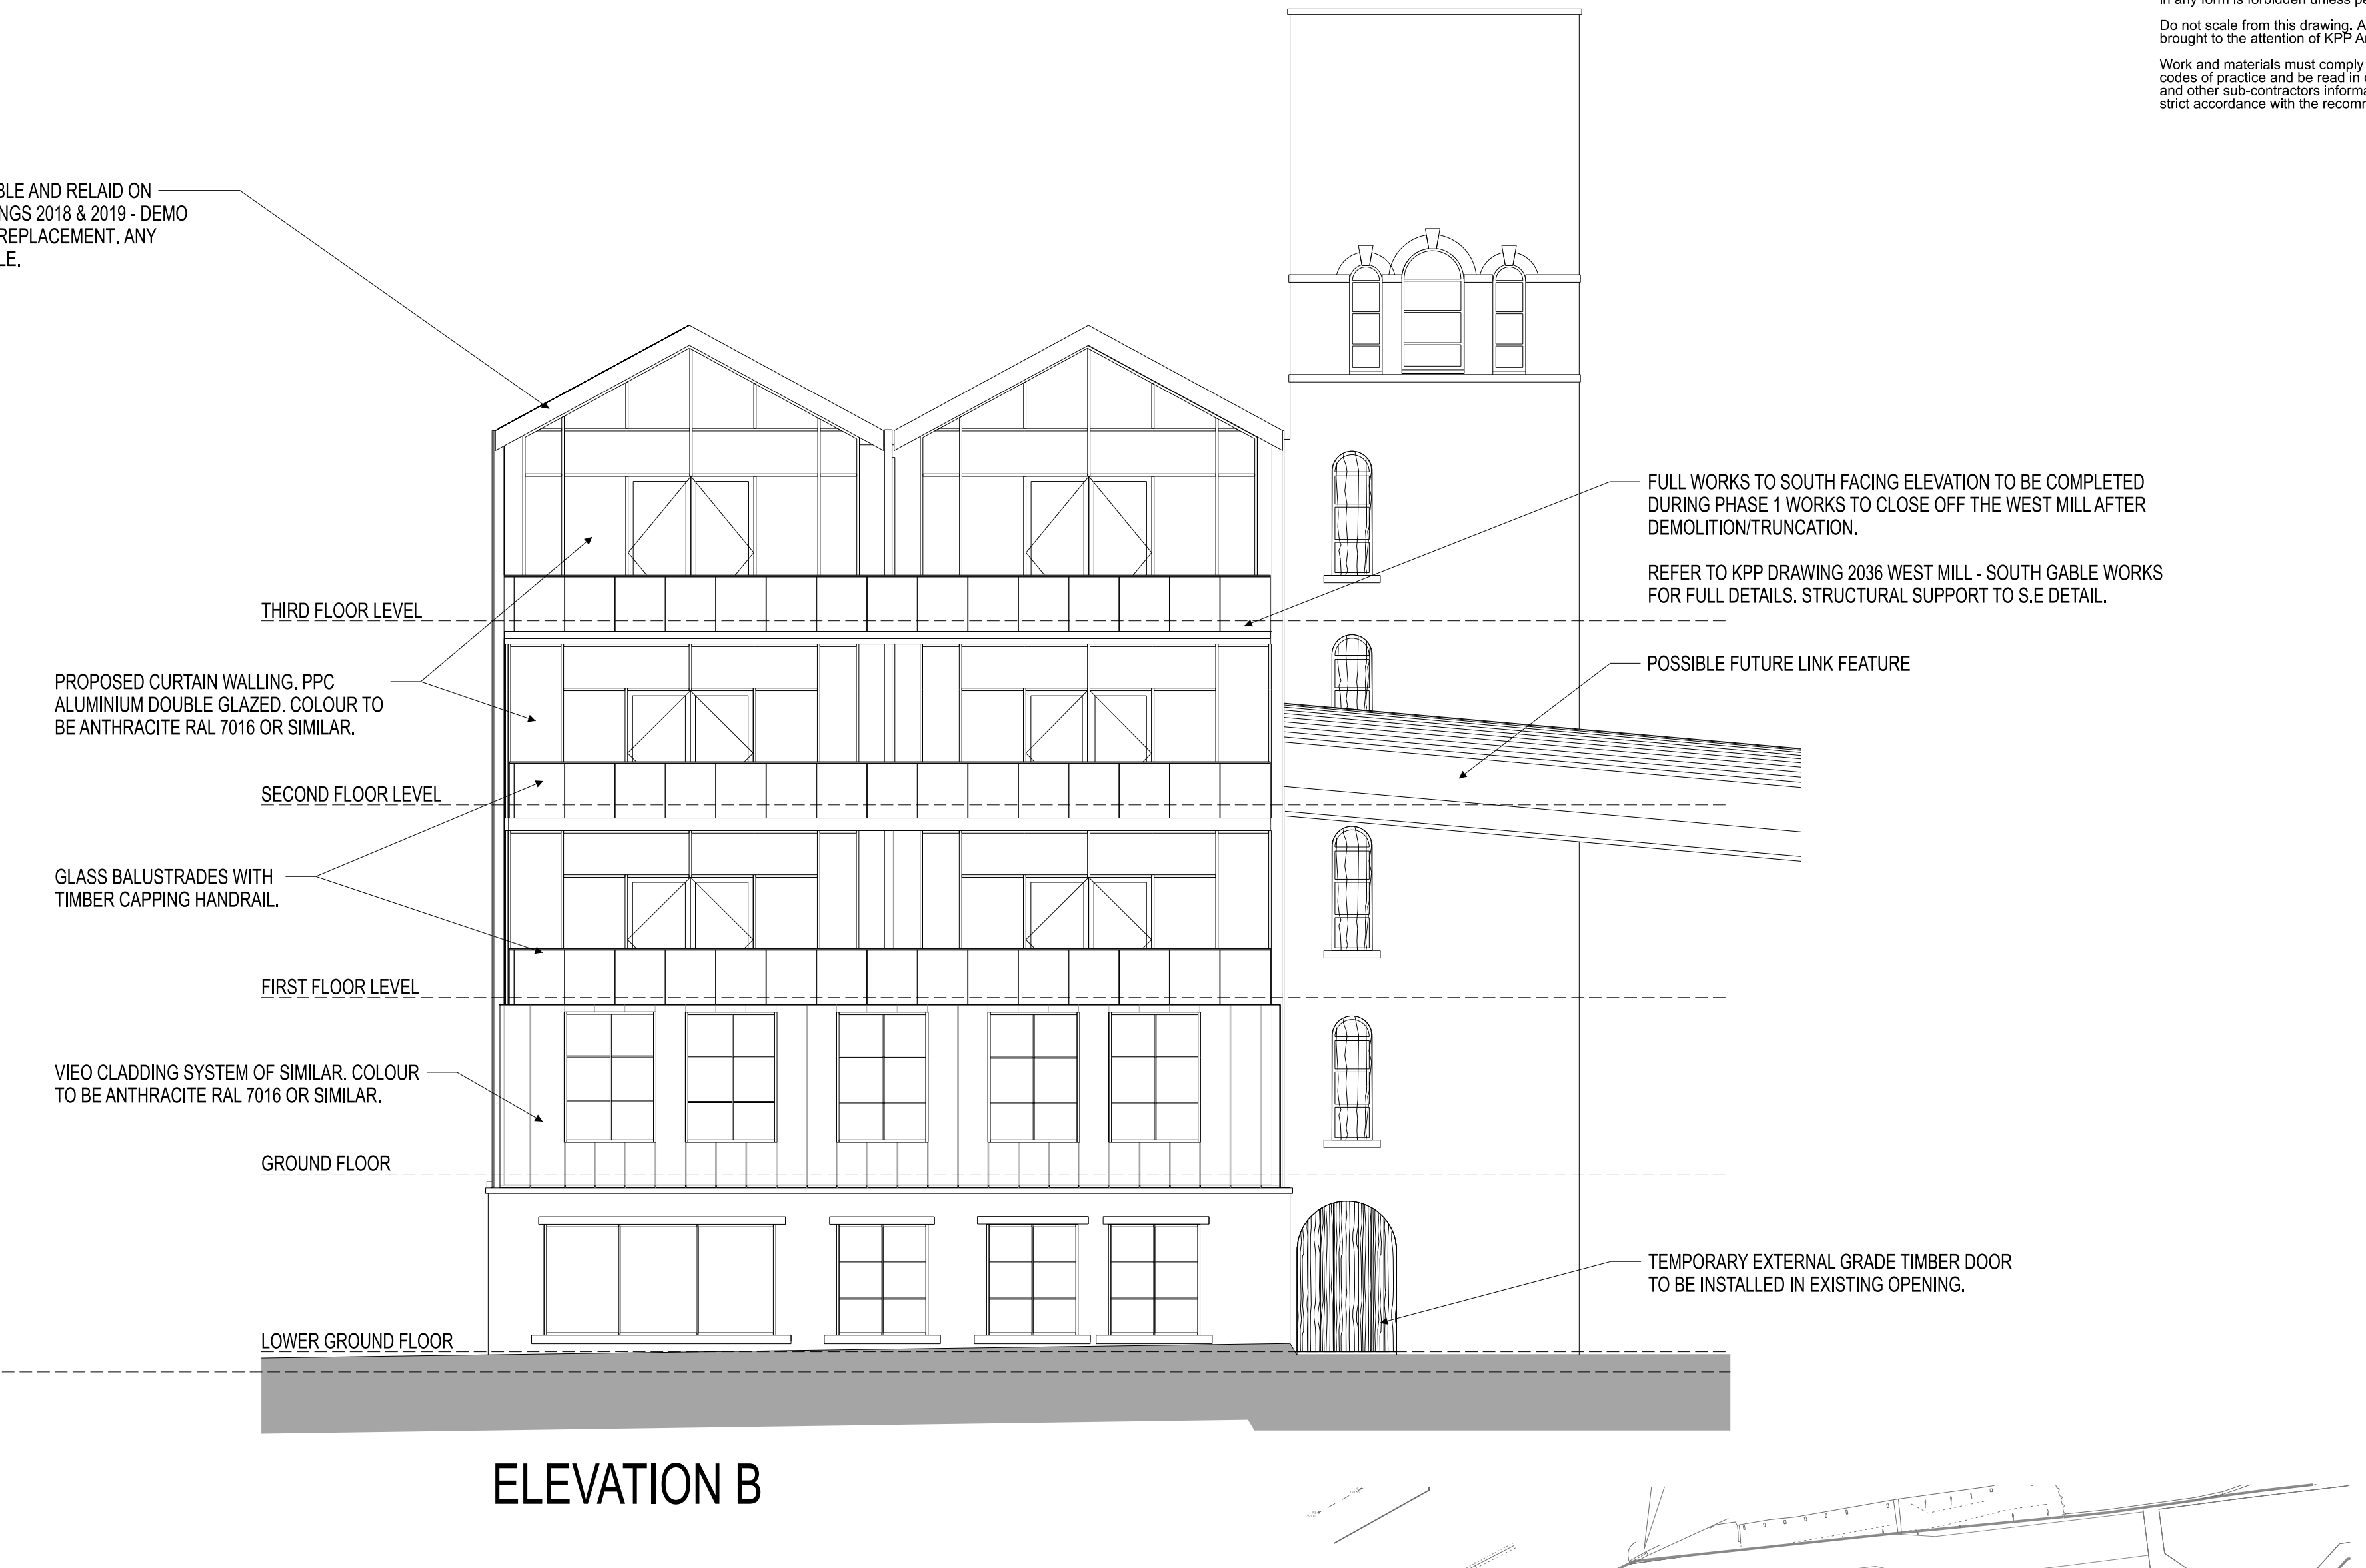 in any form is forbidden unless
Do not scale from this drawing.
brought to the attention of KPP
Work and materials must comply
codes of practice and be read in
and other sub-contractors
strict accordance with the
AND RELAID ON
2018 & 2019 - DEMO
REPLACEMENT. ANY
FULL WORKS TO SOUTH FACING ELEVATION TO BE COMPLETED
DURING PHASE 1 WORKS TO CLOSE OFF THE WEST MILL AFTER
DEMOLITION/TRUNCATION.
REFER TO KPP DRAWING 2036 WEST MILL - SOUTH GABLE WORKS
FOR FULL DETAILS. STRUCTURAL SUPPORT TO S.E DETAIL.
THIRD FLOOR LEVEL
POSSIBLE FUTURE LINK FEATURE
PROPOSED CURTAIN WALLING. PPC
ALUMINIUM DOUBLE GLAZED. COLOUR TO
BE ANTHRACITE RAL 7016 OR SIMILAR.
SECOND FLOOR LEVEL
GLASS BALUSTRADES WITH
TIMBER CAPPING HANDRAIL.
FIRST FLOOR LEVEL
VIEO CLADDING SYSTEM OF SIMILAR. COLOUR
TO BE ANTHRACITE RAL 7016 OR SIMILAR.
GROUND FLOOR
TEMPORARY EXTERNAL GRADE TIMBER DOOR
TO BE INSTALLED IN EXISTING OPENING.
LOWER GROUND FLOOR
ELEVATION B